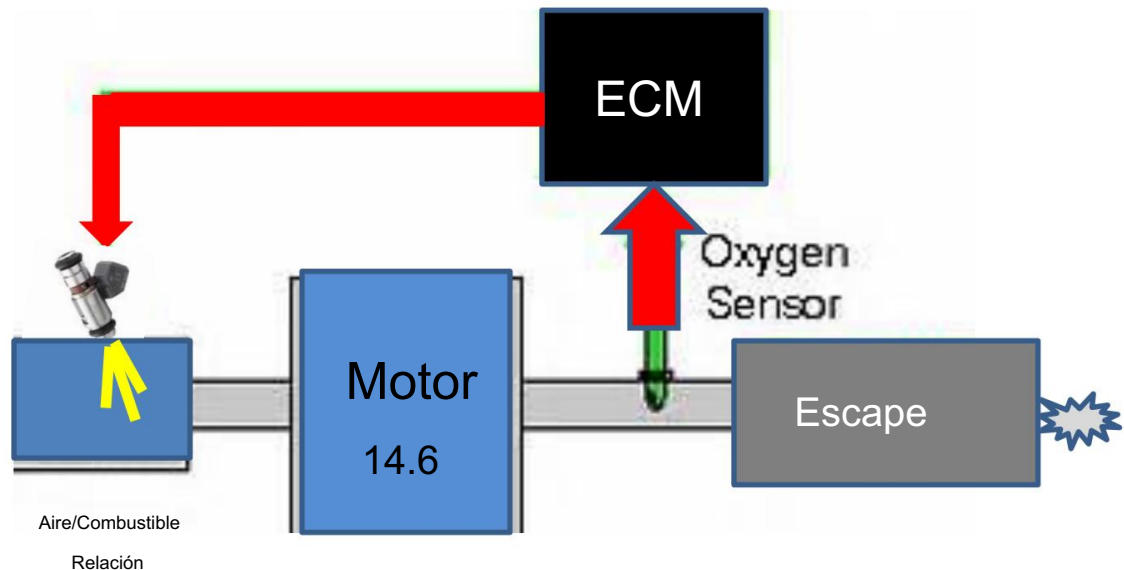 ECM
Oxygen
Sensor
Motor
14.6
Escape
Aire/Combustible
Relación